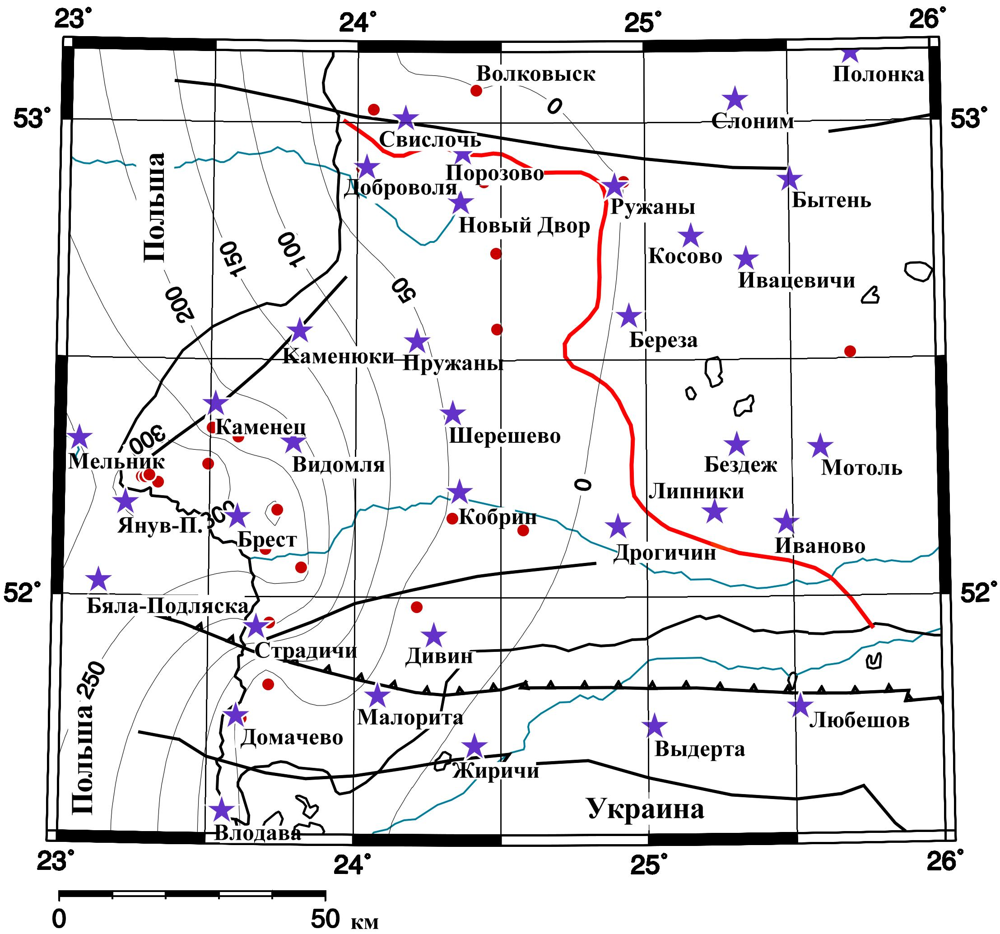 23°
24°
25°
26°
Волковыск
Полонка
0
53°
Слоним
53°
Свислочь
Польша
Порозово
Доброволя
Ружаны
Бытень
Новый Двор
100
150
Косово
Ивацевичи
50
200
Береза
Каменюки
Пружаны
Каменец
300
Шерешево
Мельник
Видомля
Бездеж
Мотоль
0
Липники
300
Янув-П.
Кобрин
Брест
Иваново
Дрогичин
52°
52°
Бяла-Подляска
Страдичи
Дивин
250
Малорита
Любешов
Домачево
Польша
Выдерта
Жиричи
Украина
Влодава
23°
24°
25°
26°
0
50 км